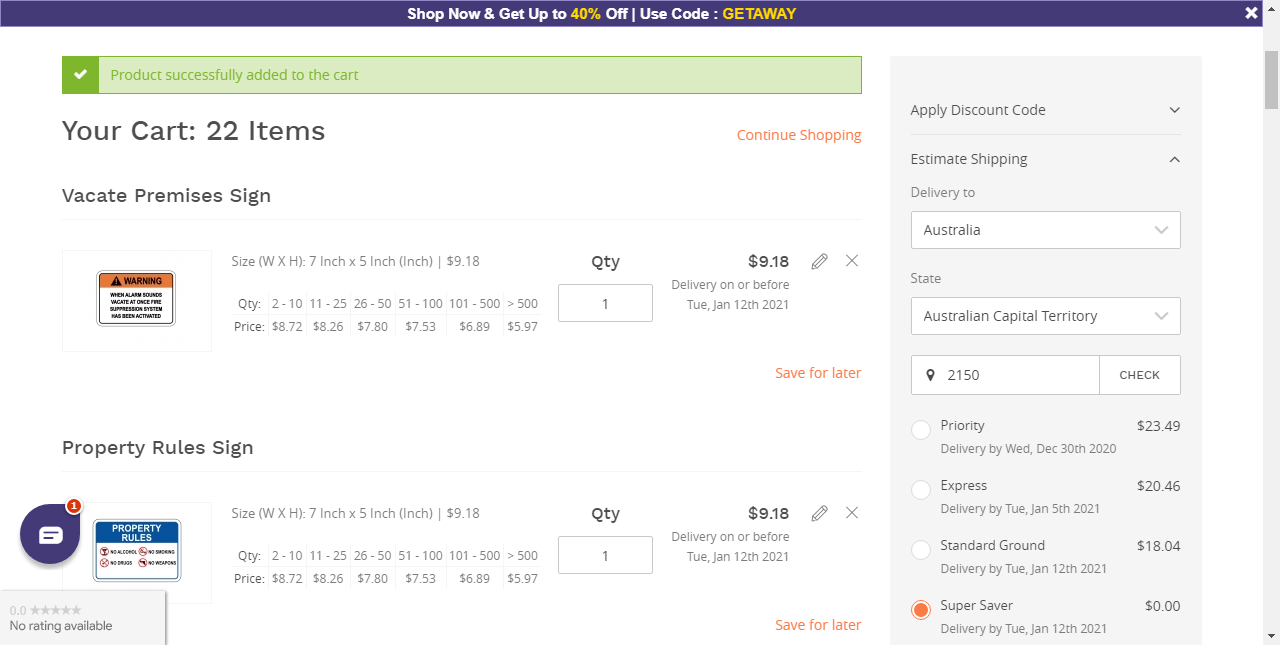 Shop Now & Get Up to 40% Off | Use Code : GETAWAY
Product successfully added to the cart
Your Cart: 22 Items
Continue Shopping
Vacate Premises Sign
Size (W X H): 7 Inch x 5 Inch (Inch) | $9.18
Qty
$9.18
WARNING
WHEN ALARM SOUNDS
VACATE AT ONCE FIRE
SUPPRESSION SYSTEM
HAS BEEN ACTIVATED
Qty: 2 - 10 11 - 25 26 - 50 51 - 100 101 - 500 > 500
Price: $8.72 $8.26 $7.80 $7.53 $6.89 $5.97
1
Delivery on or before
Tue, Jan 12th 2021
Save for later
Property Rules Sign
Size (W X H): 7 Inch x 5 Inch (Inch) | $9.18
Qty
$9.18
PROPERTY
RULES
NO ALCOHOL NO SMOKING
NO DRUGS NO WEAPONS
Qty: 2 - 10 11 - 25 26 - 50 51 - 100 101 - 500 > 500
Price: $8.72 $8.26 $7.80 $7.53 $6.89 $5.97
1
Delivery on or before
Tue, Jan 12th 2021
Save for later
1
0.0
No rating available
Apply Discount Code
Estimate Shipping
Delivery to
Australia
State
Australian Capital Territory
2150
CHECK
Priority $23.49
Delivery by Wed, Dec 30th 2020
Express $20.46
Delivery by Tue, Jan 5th 2021
Standard Ground $18.04
Delivery by Tue, Jan 12th 2021
Super Saver $0.00
Delivery by Tue, Jan 12th 2021